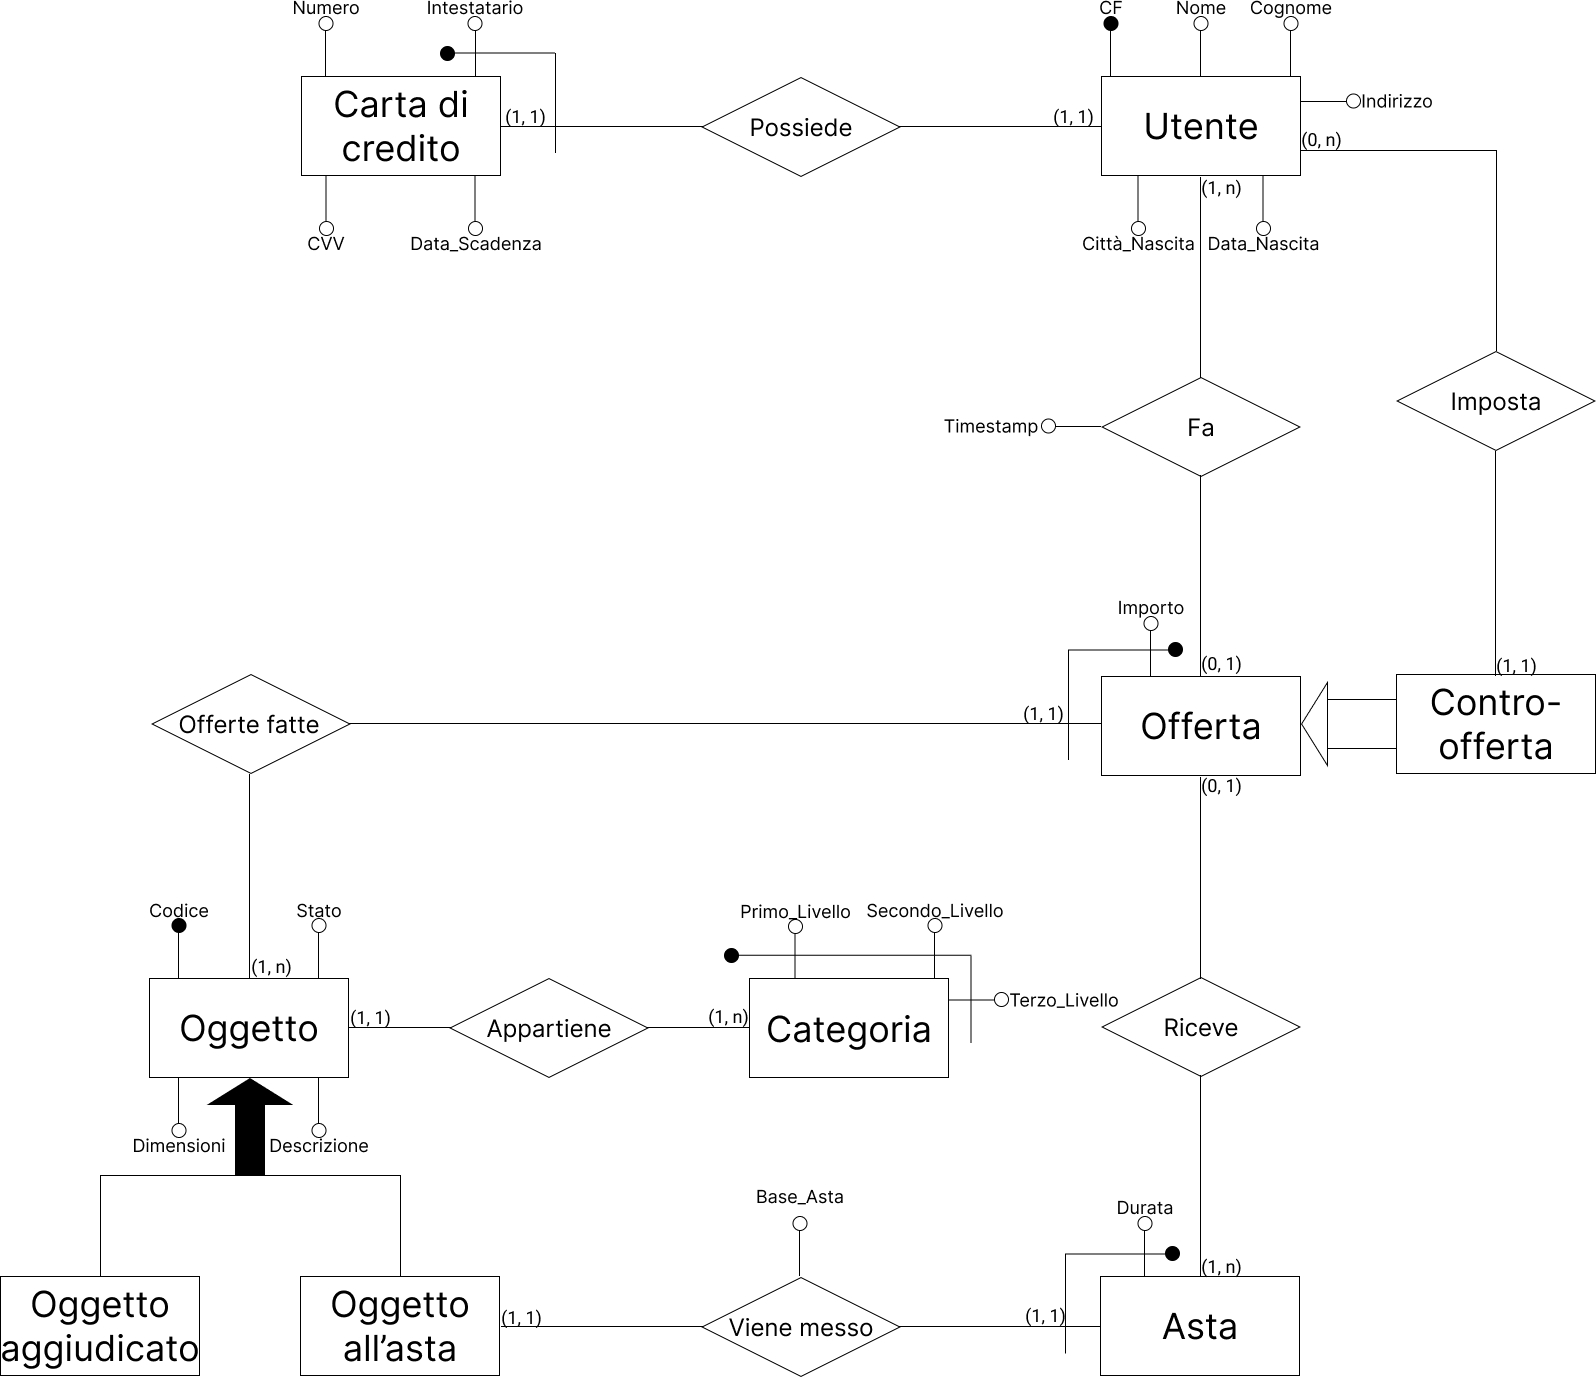 Numero
Intestatario
CF
Nome
Cognome
Carta di
credito
(1, 1)
Possiede
(1, 1)
Utente
Indirizzo
(0, n)
(1, n)
CVV
Data_Scadenza
Città_Nascita
Data_Nascita
Timestamp
Fa
Imposta
Importo
(0, 1)
(1, 1)
Offerte fatte
(1, 1)
Offerta
Contro-
offerta
(0, 1)
Codice
Stato
Primo_Livello
Secondo_Livello
(1, n)
Oggetto
(1, 1)
Appartiene
(1, n)
Categoria
Terzo_Livello
Riceve
Dimensioni
Descrizione
Base_Asta
Durata
(1, n)
Oggetto
aggiudicato
Oggetto
all’asta
(1, 1)
Viene messo
(1, 1)
Asta